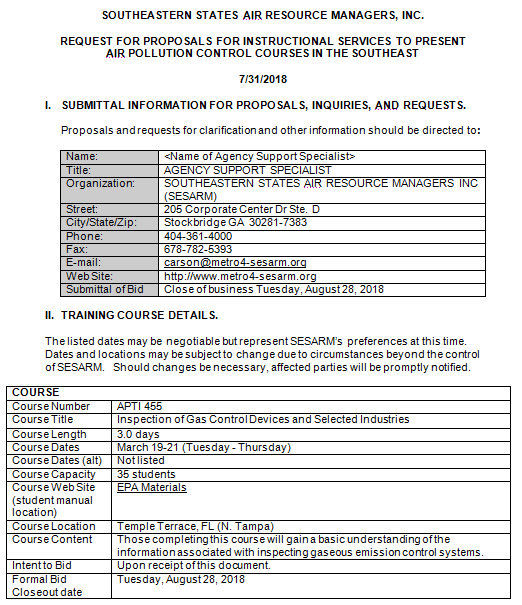 SOUTHEASTERN STATES AIR RESOURCE MANAGERS, INC.
REQUEST FOR PROPOSALS FOR INSTRUCTIONAL SERVICES TO PRESENT
AIR POLLUTION CONTROL COURSES IN THE SOUTHEAST
7/31/2018
I. SUBMITTAL INFORMATION FOR PROPOSALS, INQUIRIES, AND REQUESTS.
Proposals and requests for clarification and other information should be directed to:
Name: <Name of Agency Support Specialist>
Title: AGENCY SUPPORT SPECIALIST
Organization: SOUTHEASTERN STATES AIR RESOURCE MANAGERS INC
(SESARM)
Street: 205 Corporate Center Dr Ste. D
City/State/Zip: Stockbridge GA 30281-7383
Phone: 404-361-4000
Fax: 678-782-5393
E-mail: carson@metro4-sesarm.org
Web Site: http://www.metro4-sesarm.org
Submittal of Bid Close of business Tuesday, August 28, 2018
II. TRAINING COURSE DETAILS.
The listed dates may be negotiable but represent SESARM's preferences at this time.
Dates and locations may be subject to change due to circumstances beyond the control
of SESARM. Should changes be necessary, affected parties will be promptly notified.
COURSE
Course Number APTI 455
Course Title Inspection of Gas Control Devices and Selected Industries
Course Length 3.0 days
Course Dates March 19-21 (Tuesday - Thursday)
Course Dates (alt) Not listed
Course Capacity 35 students
Course Web Site EPA Materials
(student manual
location)
Course Location Temple Terrace, FL (N. Tampa)
Course Content Those completing this course will gain a basic understanding of the
information associated with inspecting gaseous emission control systems.
Intent to Bid Upon receipt of this document.
Formal Bid Tuesday, August 28, 2018
Closeout date